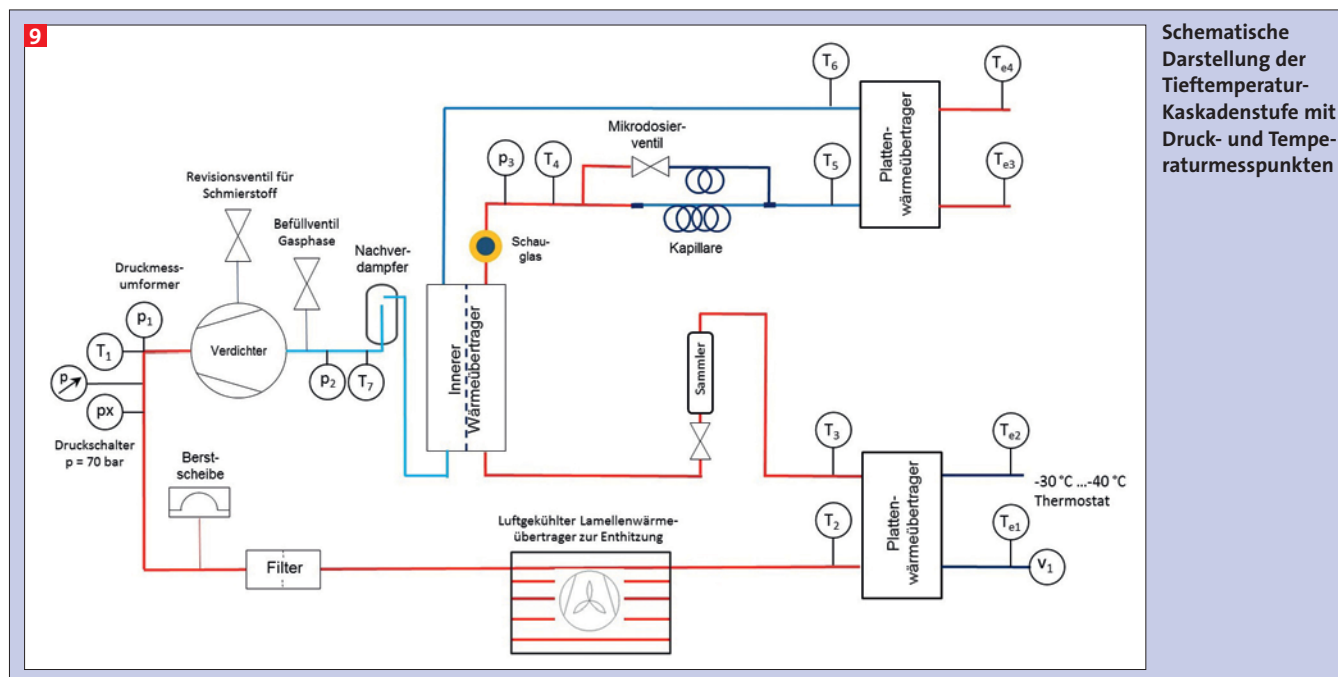 9
Schematische
Darstellung der
Tieftemperatur-
Kaskadenstufe mit
Druck- und Tempe-
raturmesspunkten
T6
Te4
Mikrodosier-
ventil
p3
T4
T5
Te3
Platten-
wärmeübertrager
Revisionsventil für
Schmierstoff
Befüllventil
Gasphase
Nachver-
dampfer
Schau-
glas
Kapillare
Druckmess-
umformer
p1
T1
Verdichter
p2
T7
Innerer
Wärmeübertrager
Sammler
p
px
Druckschalter
p = 70 bar
T3
Te2
-30 °C ...-40 °C
Thermostat
Berst-
scheibe
Luftgekühlter Lamellenwärme-
übertrager zur Enthitzung
T2
Te1
Platten-
wärmeübertrager
V1
Filter